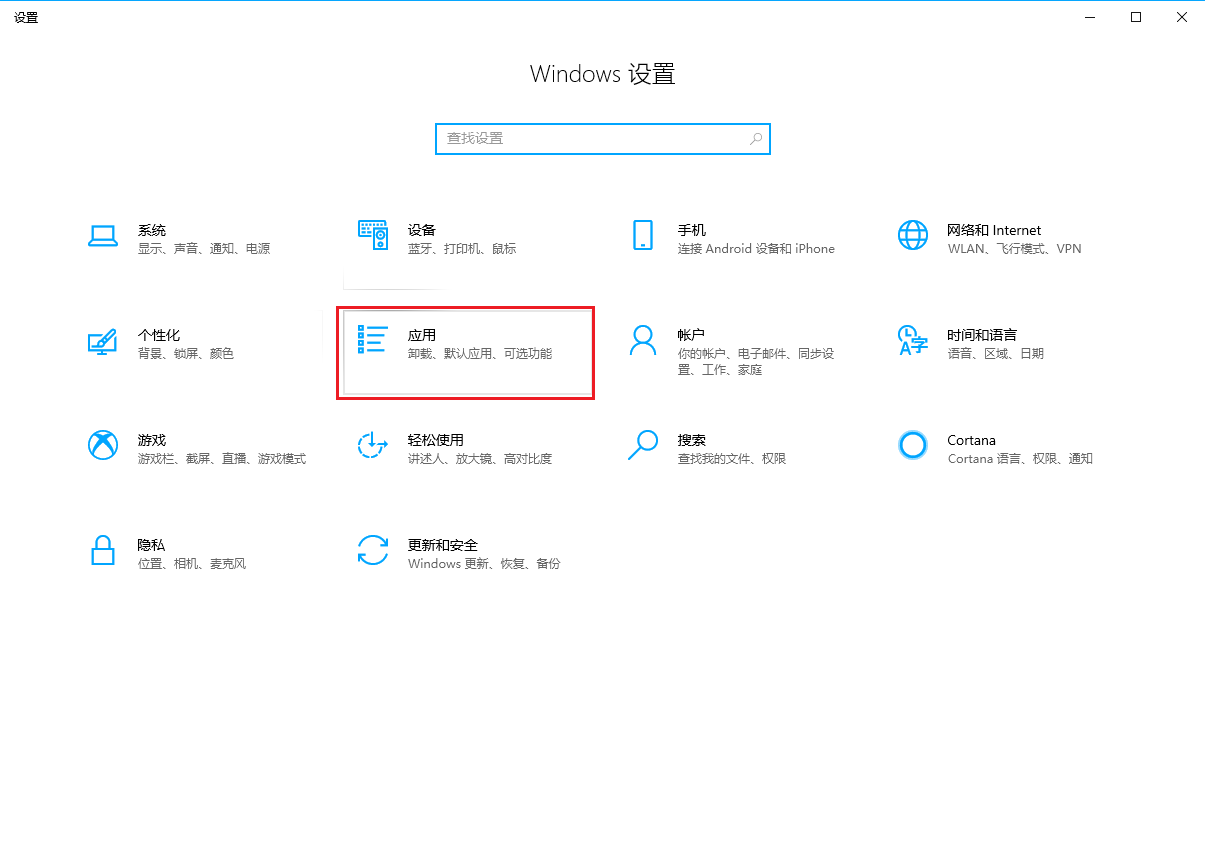 设置
Windows 设置
查找设置
系统
显示、声音、通知、电源
设备
蓝牙、打印机、鼠标
手机
连接 Android 设备和 iPhone
网络和 Internet
WLAN、飞行模式、VPN
个性化
背景、锁屏、颜色
应用
卸载、默认应用、可选功能
帐户
你的帐户、电子邮件、同步设
置、工作、家庭
时间和语言
语音、区域、日期
游戏
游戏栏、截屏、直播、游戏模式
轻松使用
讲述人、放大镜、高对比度
搜索
查找我的文件、权限
Cortana
Cortana 语言、权限、通知
隐私
位置、相机、麦克风
更新和安全
Windows 更新、恢复、备份